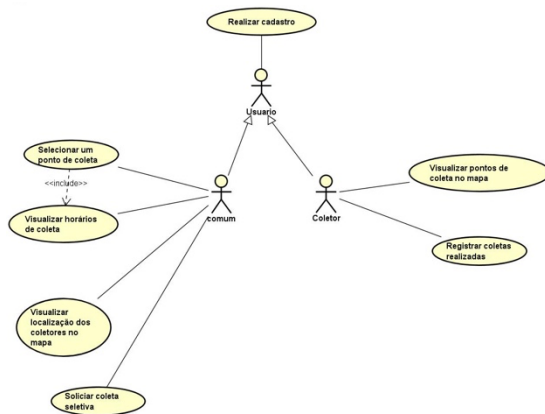 Realizar cadastro
Usuario
Selecionar um
ponto de coleta
<<include>>
Visualizar horários
de coleta
comum
Coletor
Visualizar pontos de
coleta no mapa
Registrar coletas
realizadas
Visualizar
localização dos
coletores no
mapa
Soliciar coleta
seletiva